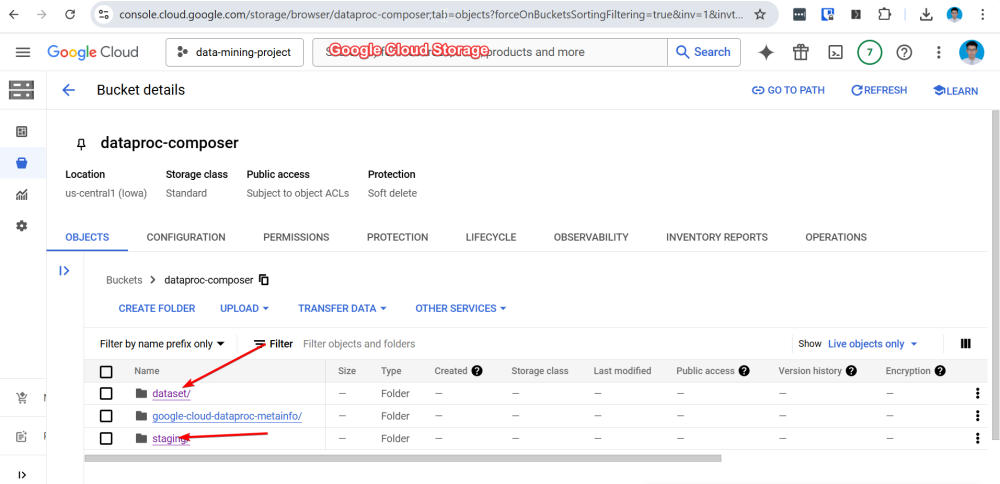 console.cloud.google.com/storage/browser/dataproc-composer;tab=objects?forceOnBucketsSortingFiltering=true&inv=1&invt...
Google Cloud
data-mining-project
Google Cloud Storage
products and more
Search
7
Bucket details
GO TO PATH
REFRESH
LEARN
dataproc-composer
Location Storage class Public access Protection
us-central1 (Iowa) Standard Subject to object ACLs Soft delete
OBJECTS CONFIGURATION PERMISSIONS PROTECTION LIFECYCLE OBSERVABILITY INVENTORY REPORTS OPERATIONS
Buckets > dataproc-composer
CREATE FOLDER UPLOAD TRANSFER DATA OTHER SERVICES
Filter by name prefix only Filter Filter objects and folders Show Live objects only
Name Size Type Created Storage class Last modified Public access Version history Encryption
dataset/ — Folder — — — — — —
google-cloud-dataproc-metainfo/ — Folder — — — — — —
staging/ — Folder — — — — — —